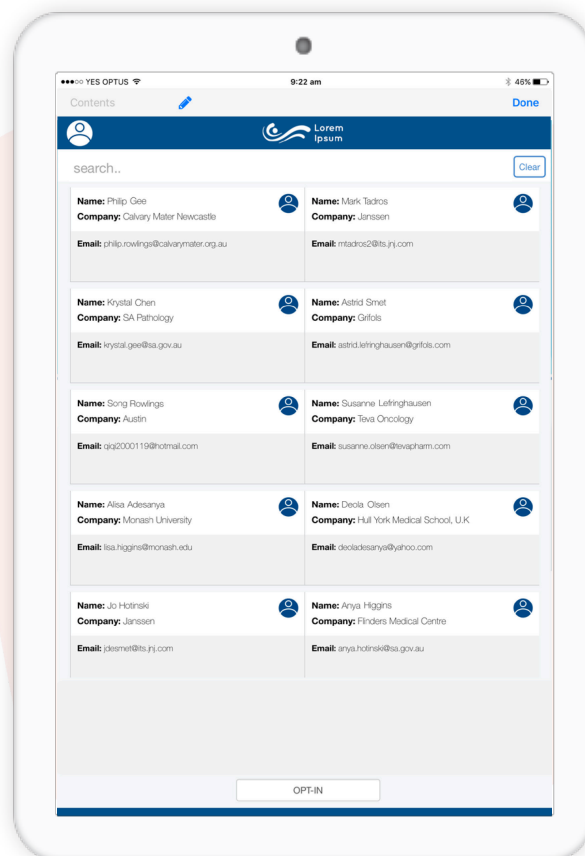 YES OPTUS 9:22 am 46%
Contents Done
Lorem
Ipsum
search.. Clear
Name: Philip Gee
Company: Calvary Mater Newcastle
Email: philip.rowlings@calvarymater.org.au
Name: Mark Tadros
Company: Janssen
Email: mtadros2@its.jnj.com
Name: Krystal Chen
Company: SA Pathology
Email: krystal.gee@sa.gov.au
Name: Astrid Smet
Company: Grifols
Email: astrid.lefringhausen@grifols.com
Name: Song Rowlings
Company: Austin
Email: qiqi2000119@hotmail.com
Name: Susanne Lefringhausen
Company: Teva Oncology
Email: susanne.olsen@tevapharm.com
Name: Alisa Adesanya
Company: Monash University
Email: lisa.higgins@monash.edu
Name: Deola Olsen
Company: Hull York Medical School, U.K
Email: deoladesanya@yahoo.com
Name: Jo Hotinski
Company: Janssen
Email: jdesmet@its.jnj.com
Name: Anya Higgins
Company: Flinders Medical Centre
Email: anya.hotinski@sa.gov.au
OPT-IN